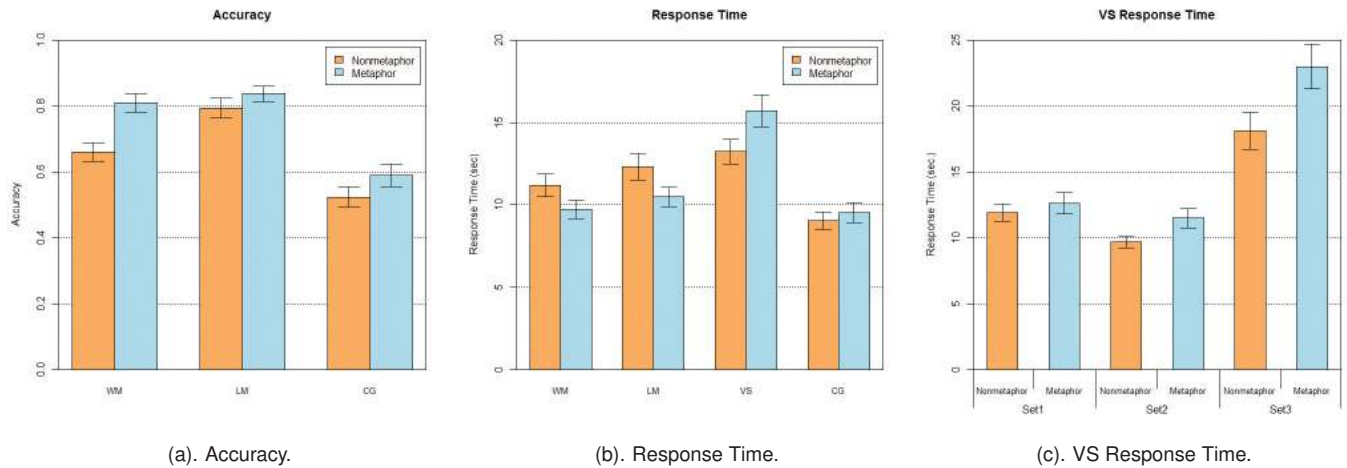 Accuracy
1.0
0.8
0.6
0.4
0.2
0.0
Accuracy
Nonmetaphor
Metaphor
WM LM CG
(a). Accuracy.
Response Time
20
15
10
5
0
Response Time (sec)
Nonmetaphor
Metaphor
WM LM VS CG
(b). Response Time.
VS Response Time
25
20
15
10
5
0
Response Time (sec.)
Nonmetaphor Metaphor Nonmetaphor Metaphor Nonmetaphor Metaphor
Set1 Set2 Set3
(c). VS Response Time.